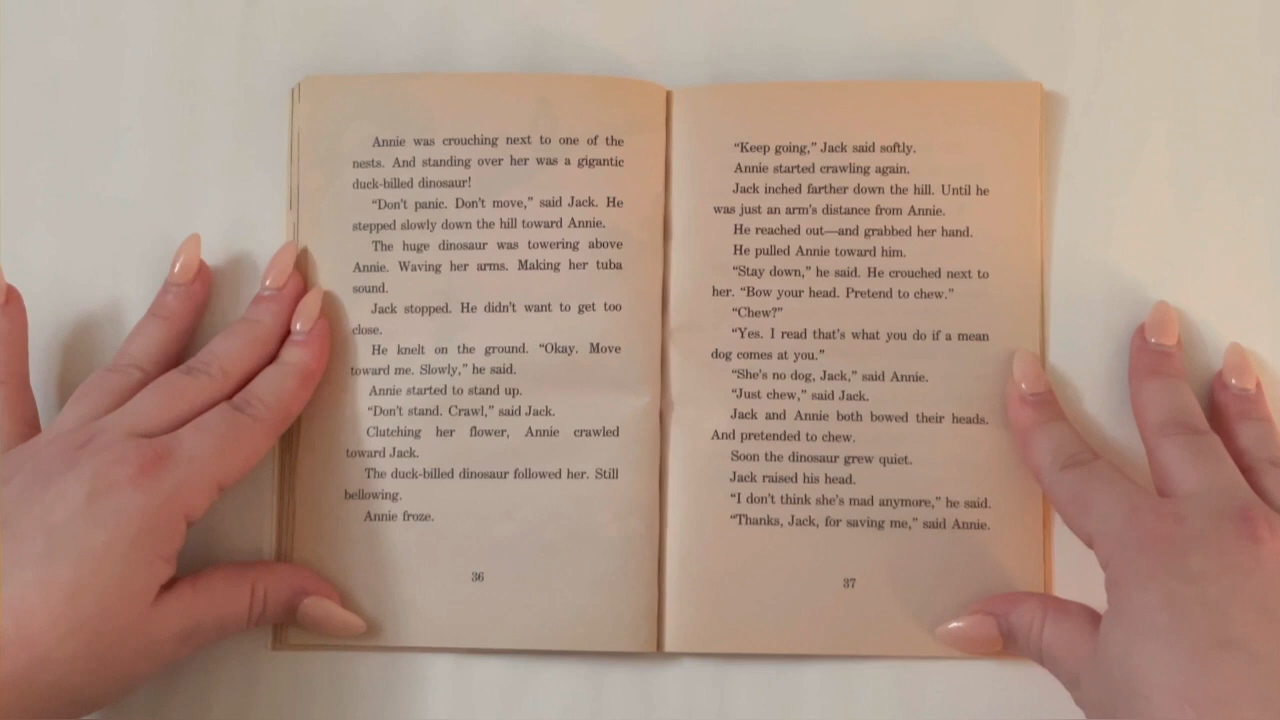 Annie was crouching next to one of the
nests. And standing over her was a gigantic
duck-billed dinosaur!
“Don't panic. Don't move,” said Jack. He
stepped slowly down the hill toward Annie.
The huge dinosaur was towering above
Annie. Waving her arms. Making her tuba
sound.
Jack stopped. He didn't want to get too
close.
He knelt on the ground. “Okay. Move
toward me. Slowly,” he said.
Annie started to stand up.
“Don't stand. Crawl,” said Jack.
Clutching her flower, Annie crawled
toward Jack.
The duck-billed dinosaur followed her. Still
bellowing.
Annie froze.
36
“Keep going,” Jack said softly.
Annie started crawling again.
Jack inched farther down the hill. Until he
was just an arm's distance from Annie.
He reached out—and grabbed her hand.
He pulled Annie toward him.
“Stay down,” he said. He crouched next to
her. “Bow your head. Pretend to chew.”
“Chew?”
“Yes. I read that's what you do if a mean
dog comes at you.”
“She's no dog, Jack,” said Annie.
“Just chew,” said Jack.
Jack and Annie both bowed their heads.
And pretended to chew.
Soon the dinosaur grew quiet.
Jack raised his head.
“I don't think she's mad anymore,” he said.
“Thanks, Jack, for saving me,” said Annie.
37